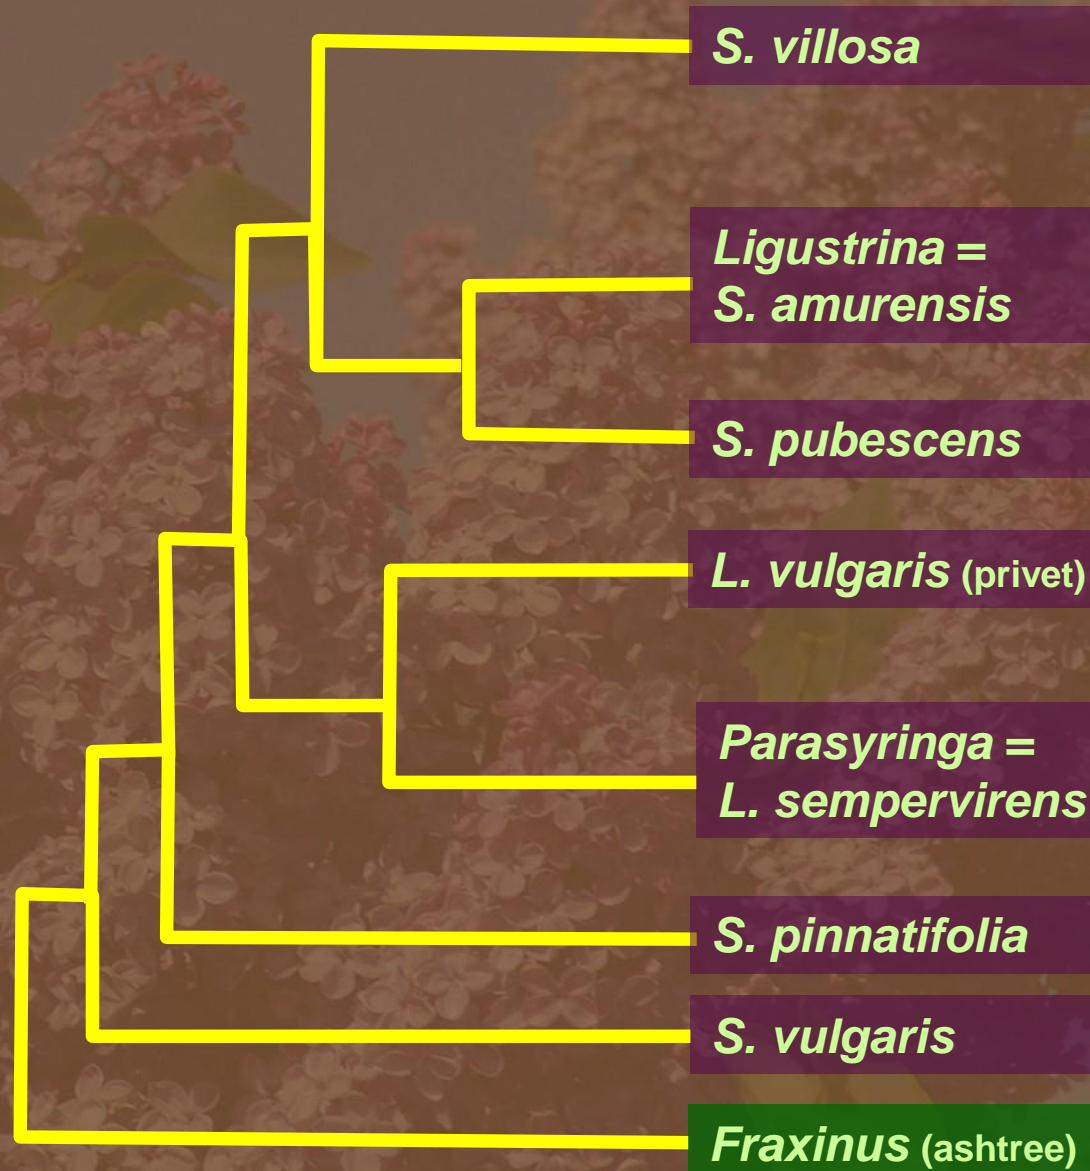 S. villosa
Ligustrina =
S. amurensis
S. pubescens
L. vulgaris (privet)
Parasyringa =
L. sempervirens
S. pinnatifolia
S. vulgaris
Fraxinus (ashtree)